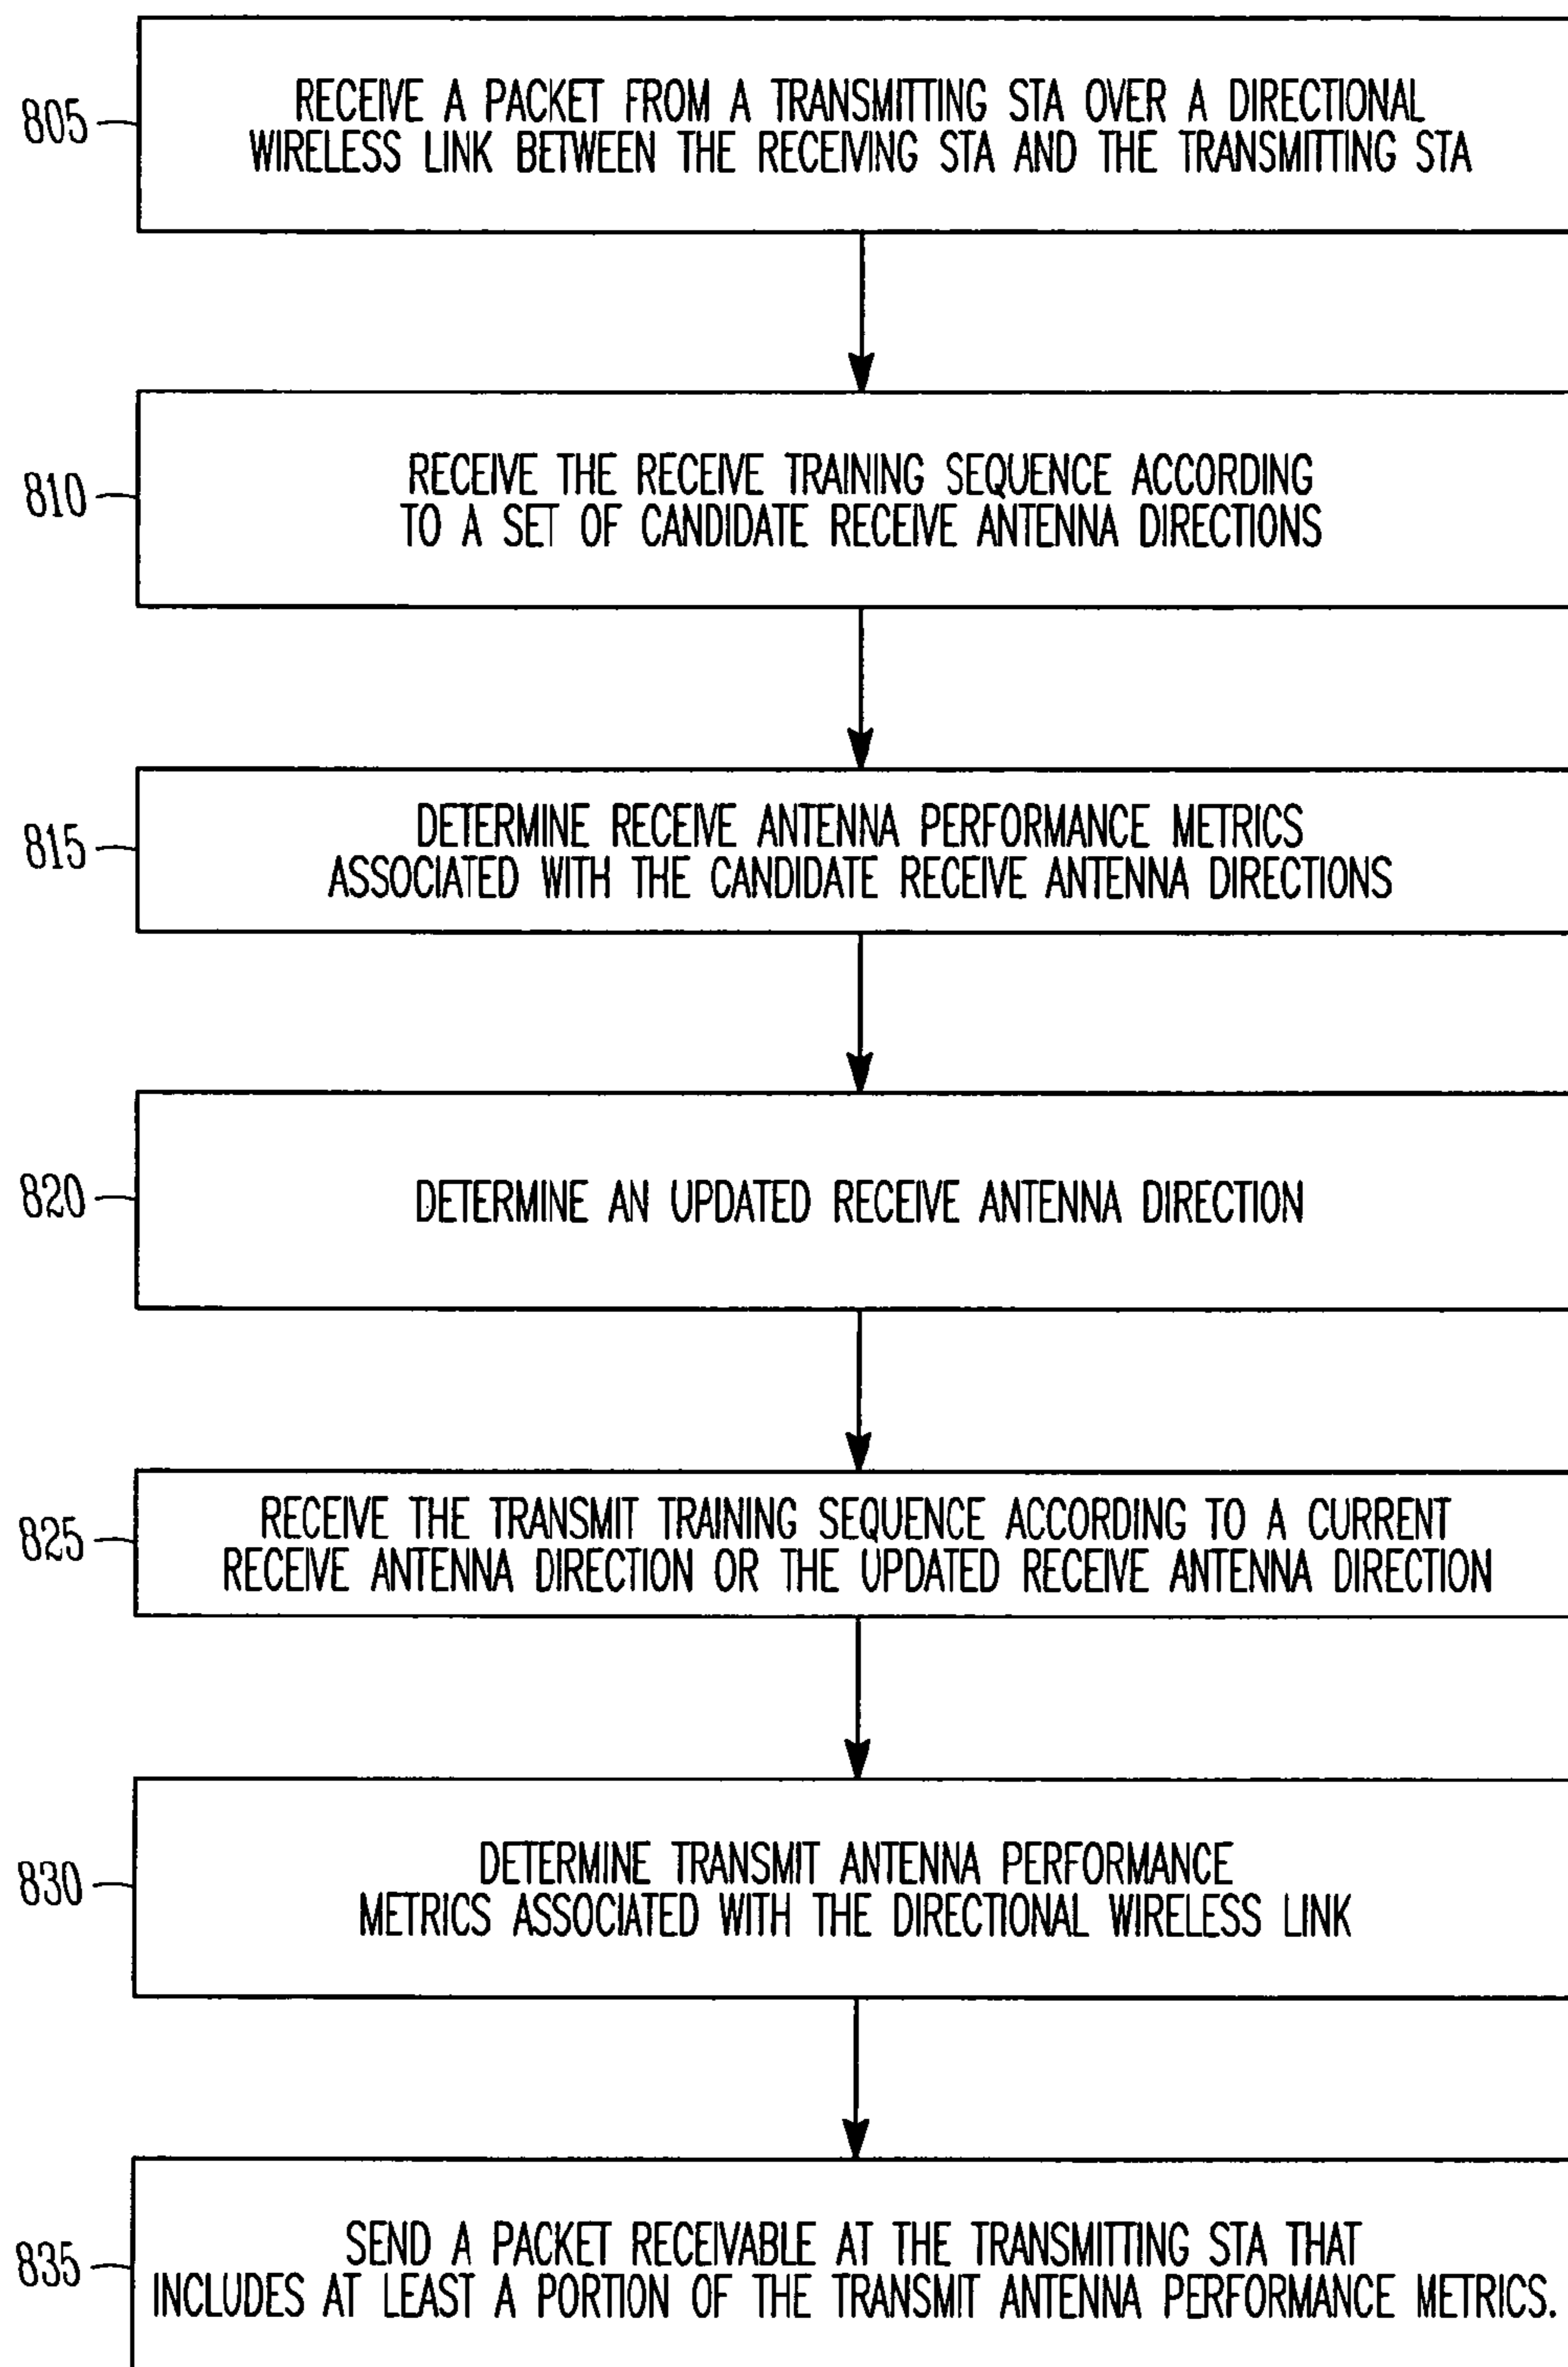 805
RECEIVE A PACKET FROM A TRANSMITTING STA OVER A DIRECTIONAL
WIRELESS LINK BETWEEN THE RECEIVING STA AND THE TRANSMITTING STA
810
RECEIVE THE RECEIVE TRAINING SEQUENCE ACCORDING
TO A SET OF CANDIDATE RECEIVE ANTENNA DIRECTIONS
815
DETERMINE RECEIVE ANTENNA PERFORMANCE METRICS
ASSOCIATED WITH THE CANDIDATE RECEIVE ANTENNA DIRECTIONS
820
DETERMINE AN UPDATED RECEIVE ANTENNA DIRECTION
825
RECEIVE THE TRANSMIT TRAINING SEQUENCE ACCORDING TO A CURRENT
RECEIVE ANTENNA DIRECTION OR THE UPDATED RECEIVE ANTENNA DIRECTION
830
DETERMINE TRANSMIT ANTENNA PERFORMANCE
METRICS ASSOCIATED WITH THE DIRECTIONAL WIRELESS LINK
835
SEND A PACKET RECEIVABLE AT THE TRANSMITTING STA THAT
INCLUDES AT LEAST A PORTION OF THE TRANSMIT ANTENNA PERFORMANCE METRICS.